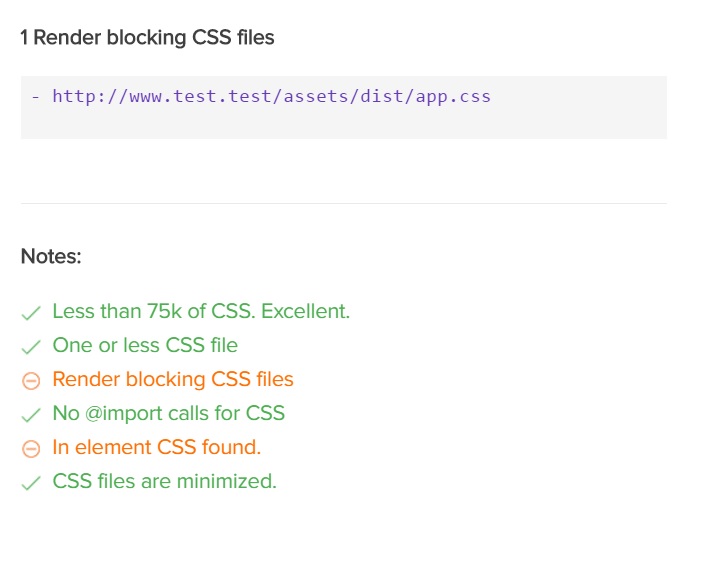 1 Render blocking CSS files
- http://www.test.test/assets/dist/app.css
Notes:
Less than 75k of CSS. Excellent.
One or less CSS file
Render blocking CSS files
No @import calls for CSS
In element CSS found.
CSS files are minimized.